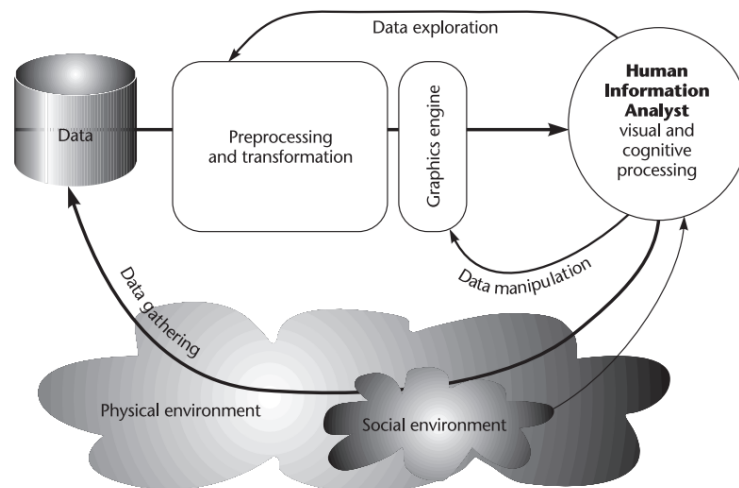 Data exploration
Human
Information
Analyst
visual and
cognitive
processing
Data
Preprocessing
and transformation
Graphics engine
Data manipulation
Data gathering
Physical environment
Social environment